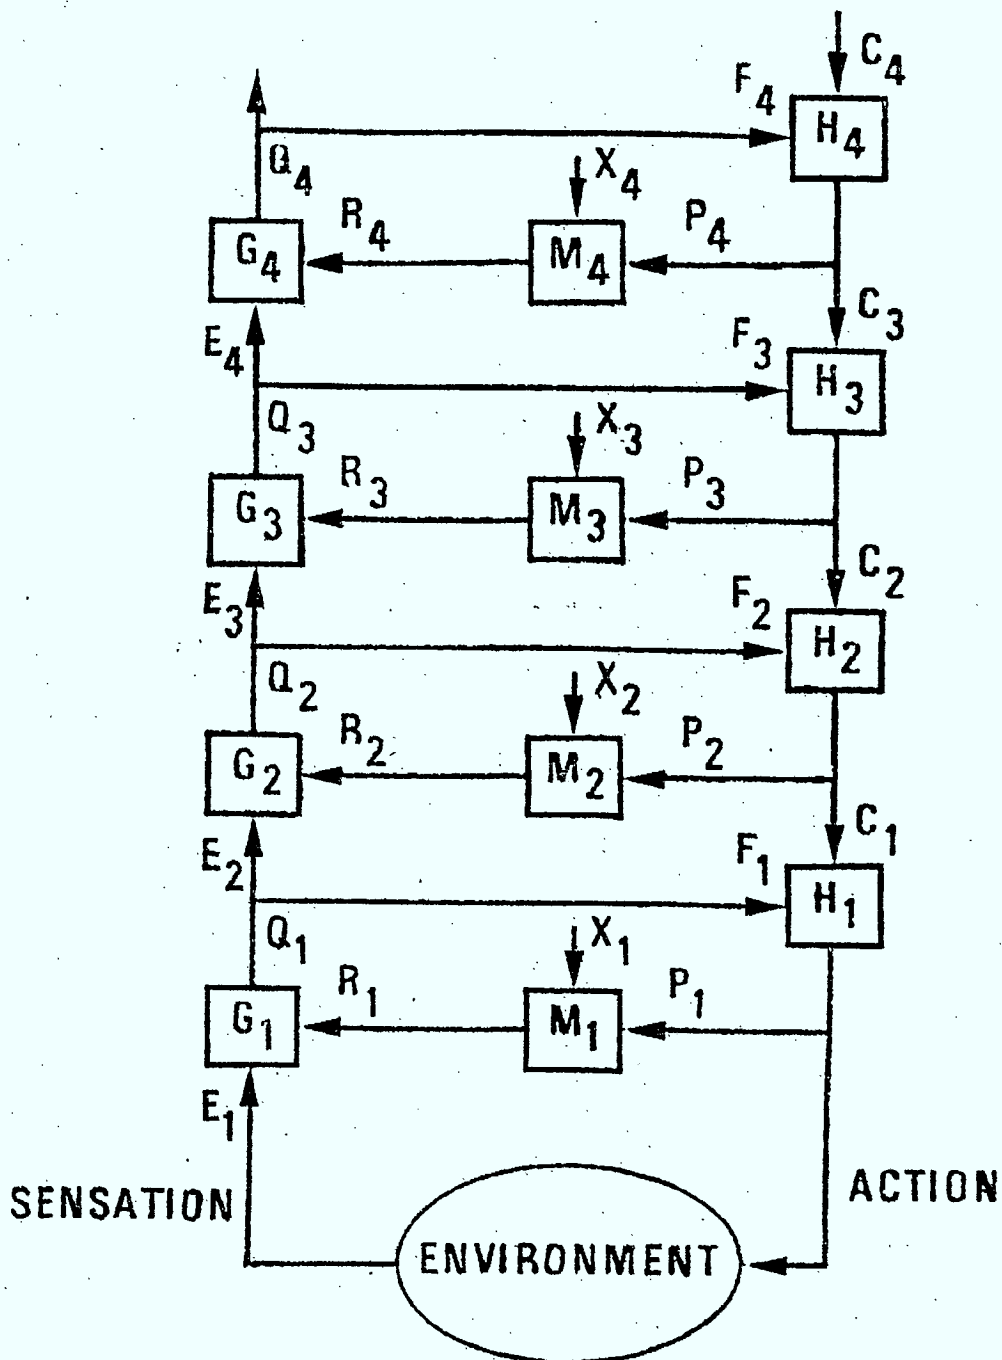 C4
F4
H4
Q4
X4
R4
P4
G4
M4
C3
E4
F3
H3
Q3
X3
R3
P3
G3
M3
C2
E3
F2
H2
Q2
X2
R2
P2
G2
M2
C1
E2
F1
H1
Q1
X1
R1
P1
G1
M1
E1
SENSATION
ACTION
ENVIRONMENT